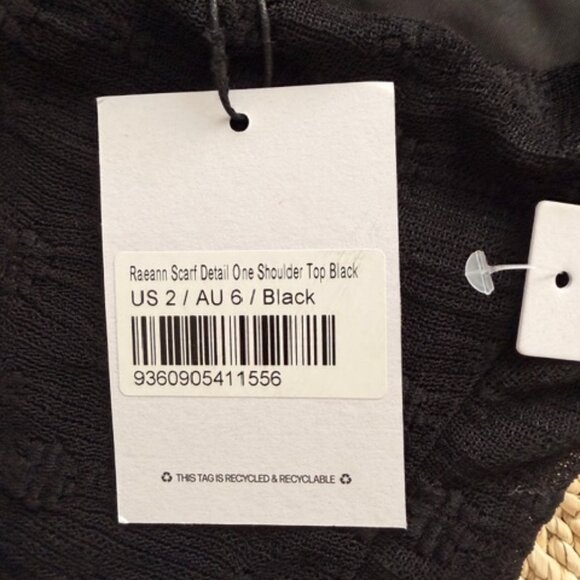 Raeann Scarf Detail One Shoulder Top Black
US 2 / AU 6 / Black
9360905411556
THIS TAG IS RECYCLED & RECYCLABLE